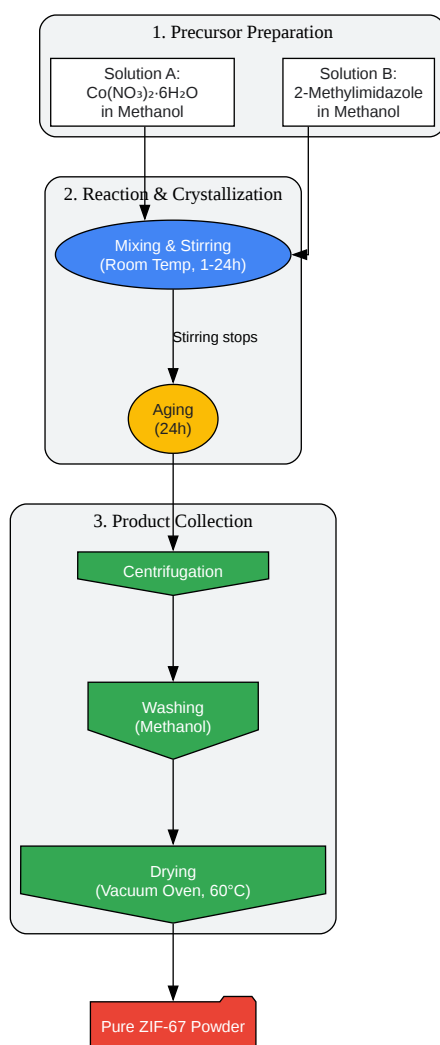 1. Precursor Preparation
Solution A:
Co(NO₃)₂·6H₂O
in Methanol
Solution B:
2-Methylimidazole
in Methanol
2. Reaction & Crystallization
Mixing & Stirring
(Room Temp, 1-24h)
Stirring stops
Aging
(24h)
3. Product Collection
Centrifugation
Washing
(Methanol)
Drying
(Vacuum Oven, 60°C)
Pure ZIF-67 Powder